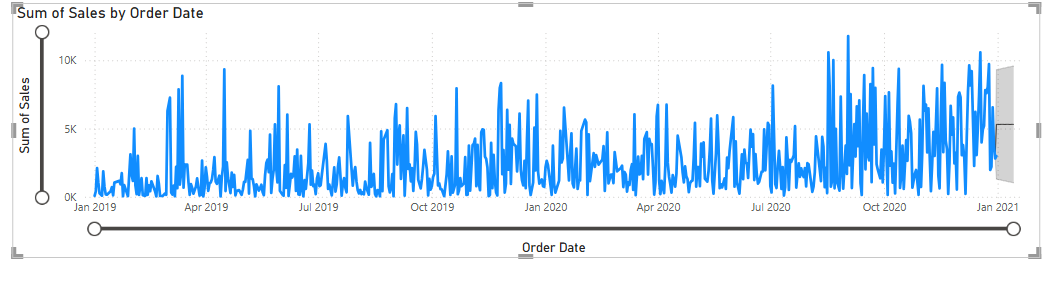 Sum of Sales by Order Date
10K
5K
0K
Sum of Sales
Jan 2019 Apr 2019 Jul 2019 Oct 2019 Jan 2020 Apr 2020 Jul 2020 Oct 2020 Jan 2021
Order Date